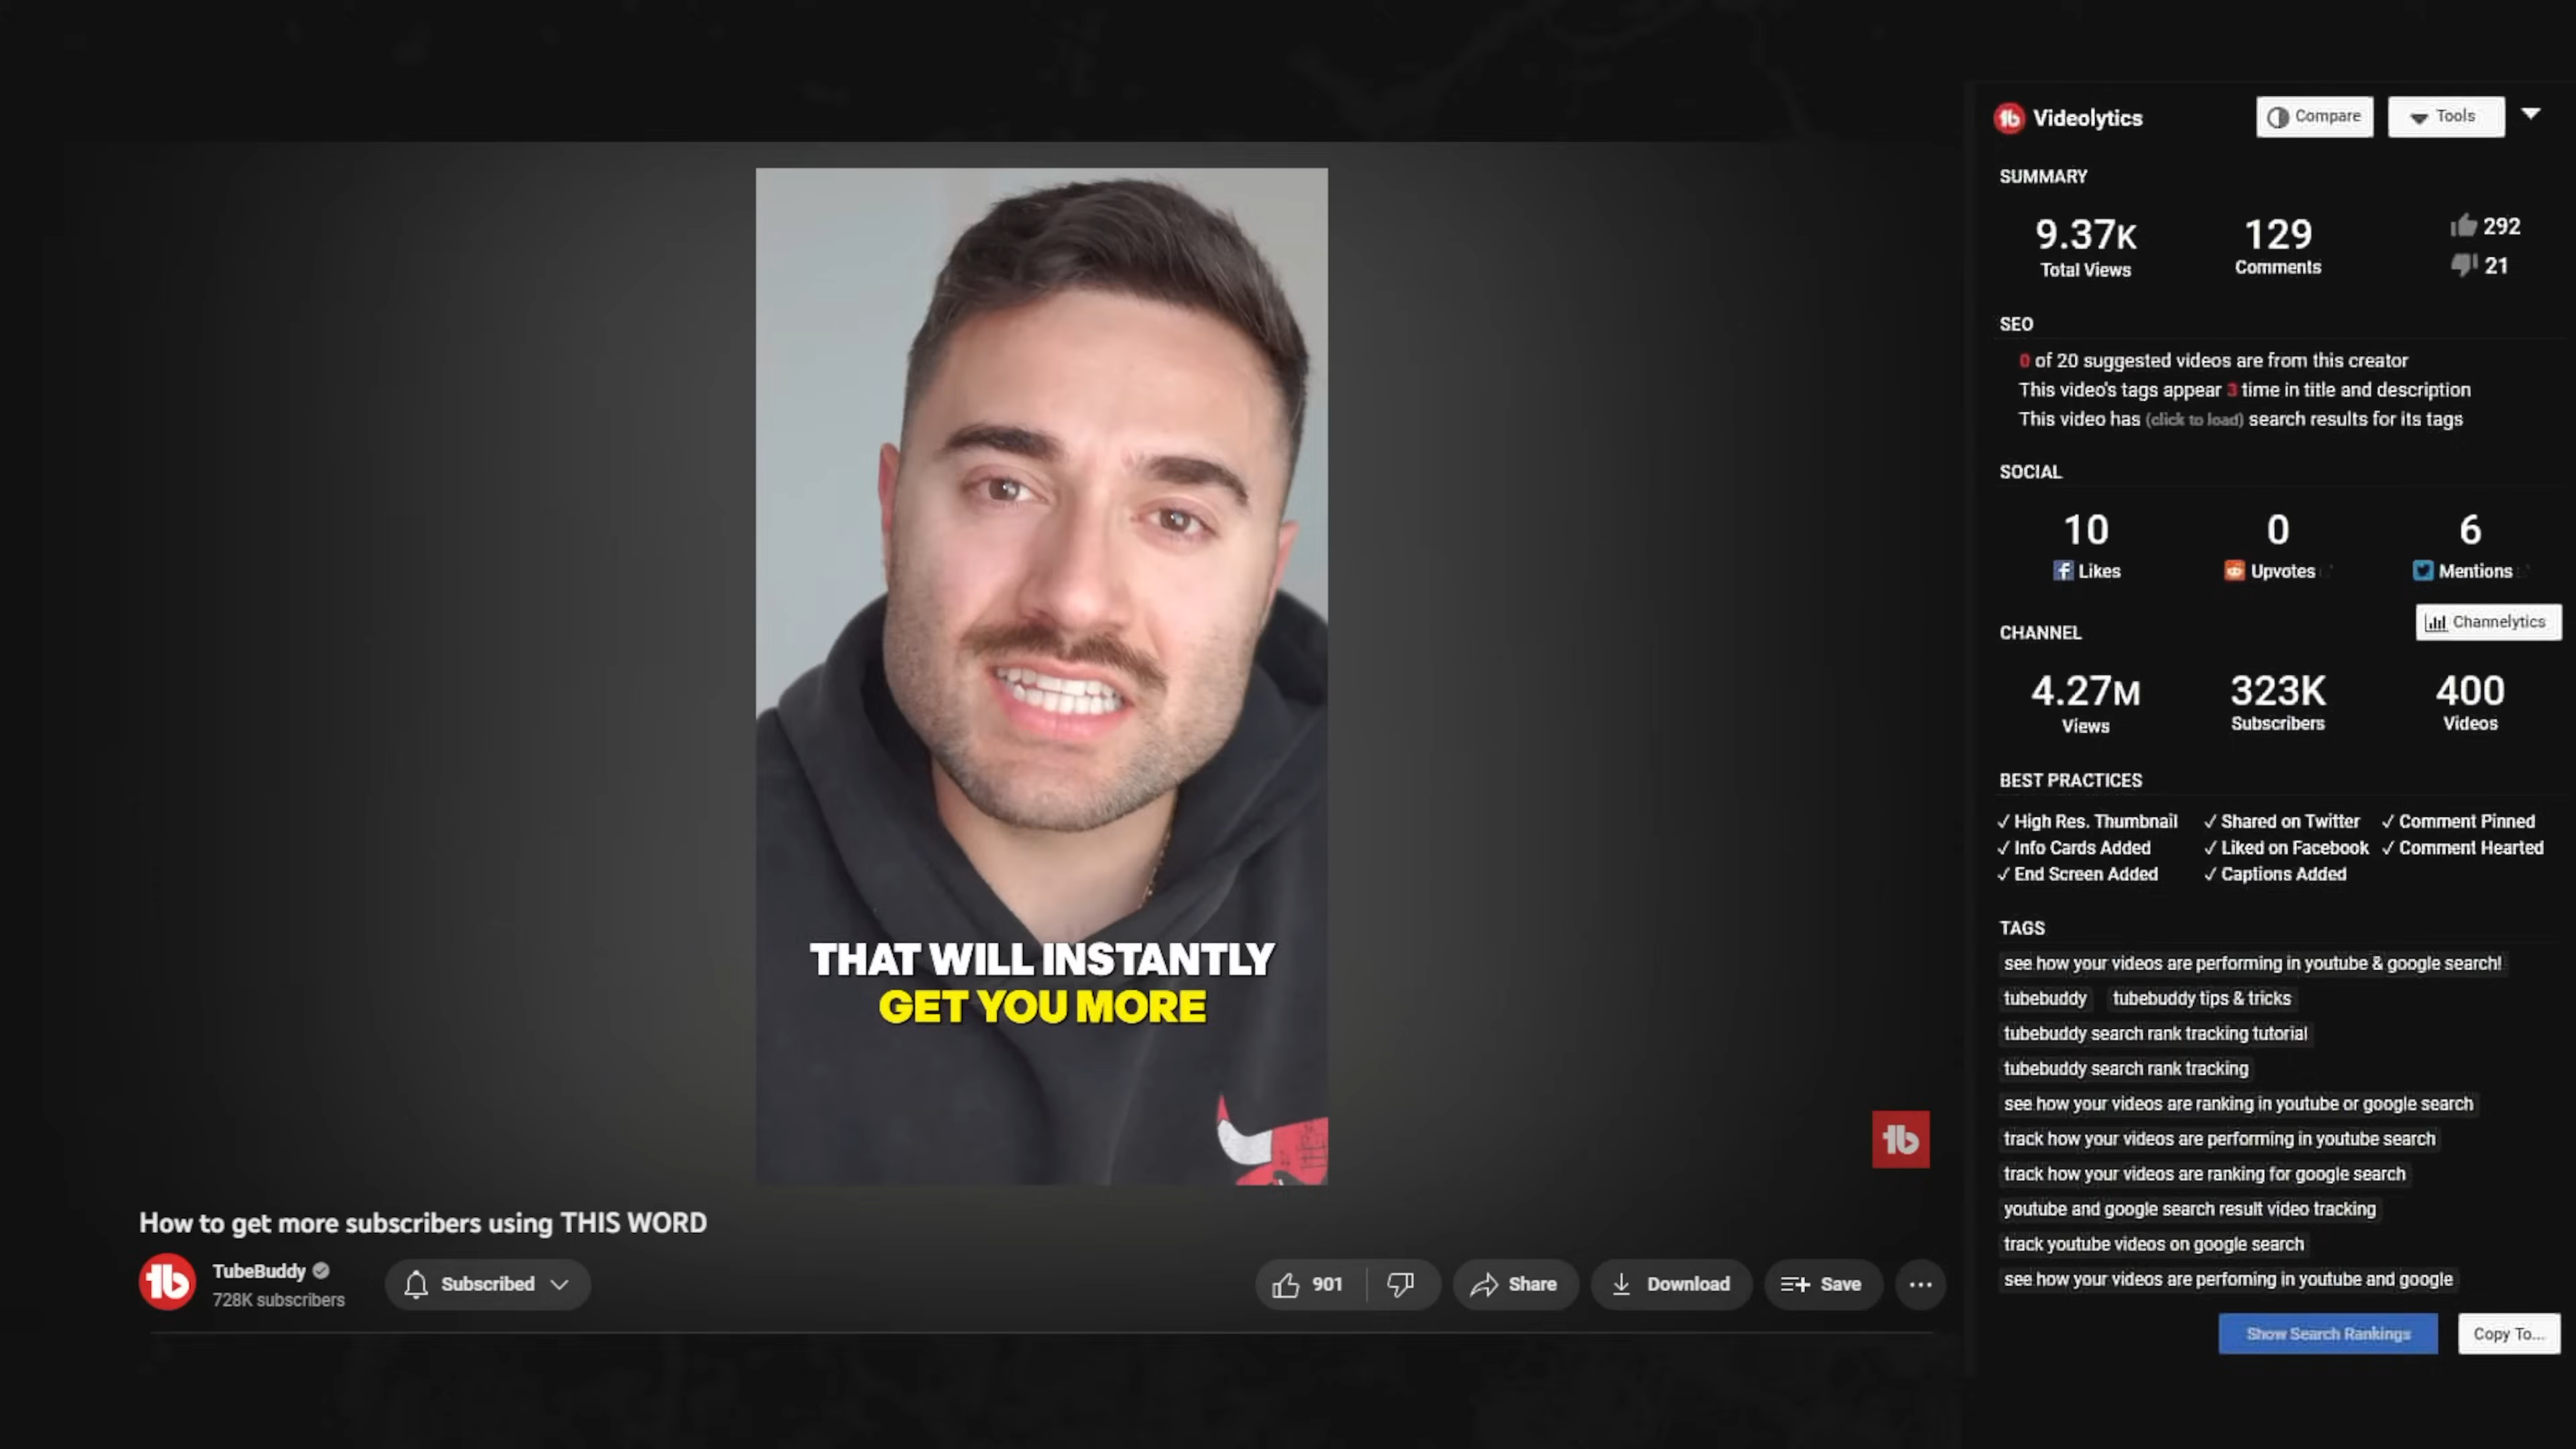 THAT WILL INSTANTLY
GET YOU MORE
How to get more subscribers using THIS WORD
TubeBuddy
728K subscribers
Subscribed
901
Share
Download
Save
Videolytics
Compare
Tools
SUMMARY
9.37K
Total Views
129
Comments
292
21
SEO
0 of 20 suggested videos are from this creator
This video's tags appear 3 time in title and description
This video has (click to load) search results for its tags
SOCIAL
10
Likes
0
Upvotes
6
Mentions
CHANNEL
Channelytics
4.27M
Views
323K
Subscribers
400
Videos
BEST PRACTICES
✓ High Res. Thumbnail ✓ Shared on Twitter ✓ Comment Pinned
✓ Info Cards Added ✓ Liked on Facebook ✓ Comment Hearted
✓ End Screen Added ✓ Captions Added
TAGS
see how your videos are performing in youtube & google search!
tubebuddy tubebuddy tips & tricks
tubebuddy search rank tracking tutorial
tubebuddy search rank tracking
see how your videos are ranking in youtube or google search
track how your videos are performing in youtube search
track how your videos are ranking for google search
youtube and google search result video tracking
track youtube videos on google search
see how your videos are perfoming in youtube and google
Show Search Rankings Copy To...